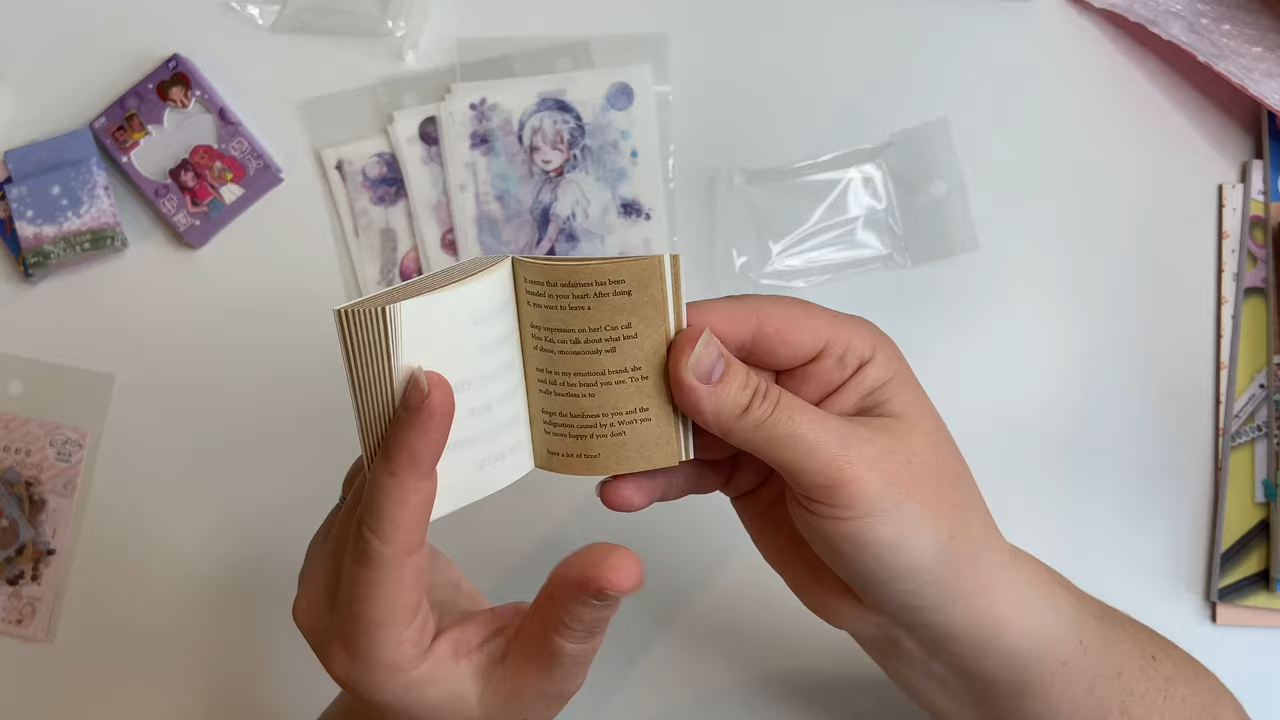 It seems that unfairness has been
branded in your heart. After doing
it, you want to leave a
deep impression on her! Can call
Hou Kai, can talk about what kind
of abuse, unconsciously will
not be in my emotional brand, she
said full of her brand you use. To be
really heartless is to
forget the harshness to you and the
indignation caused by it. Won't you
be more happy if you don't
have a lot of time?